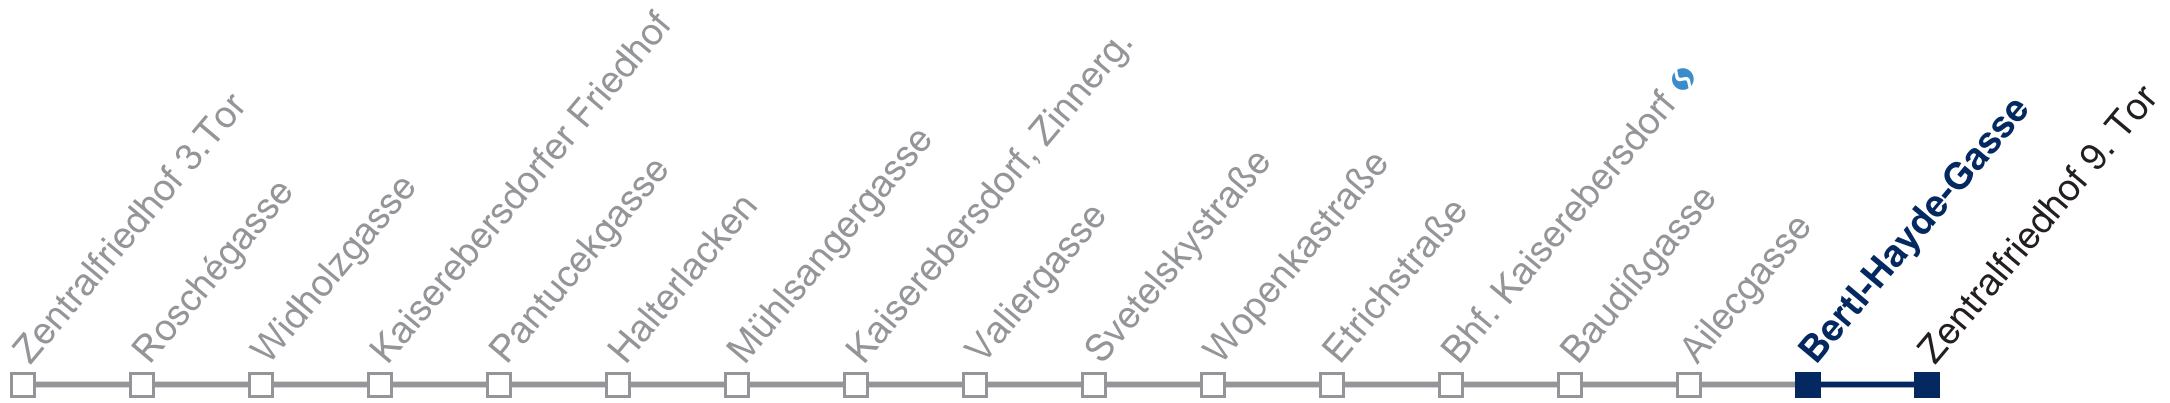 Zentralfriedhof 3.Tor
Roschégasse
Widholzgasse
Kaiserebersdorfer Friedhof
Pantucekgasse
Halterlacken
Mühlsangergasse
Kaiserebersdorf, Zinnerg.
Valiergasse
Svetelskystraße
Wopenkastraße
Etrichstraße
Bhf. Kaiserebersdorf
Baudißgasse
Ailecgasse
Bertl-Hayde-Gasse
Zentralfriedhof 9. Tor